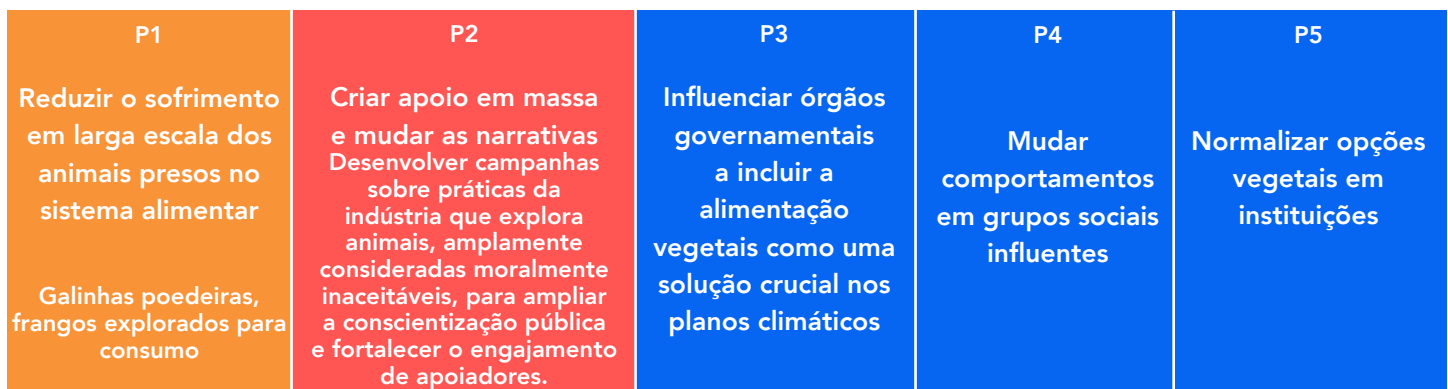 P1
Reduzir o sofrimento
em larga escala dos
animais presos no
sistema alimentar
Galinhas poedeiras,
frangos explorados para
consumo
P2
Criar apoio em massa
e mudar as narrativas
Desenvolver campanhas
sobre práticas da
indústria que explora
animais, amplamente
consideradas moralmente
inaceitáveis, para ampliar
a conscientização pública
e fortalecer o engajamento
de apoiadores.
P3
Influenciar órgãos
governamentais
a incluir a
alimentação
vegetais como uma
solução crucial nos
planos climáticos
P4
Mudar
comportamentos
em grupos sociais
influentes
P5
Normalizar opções
vegetais em
instituições